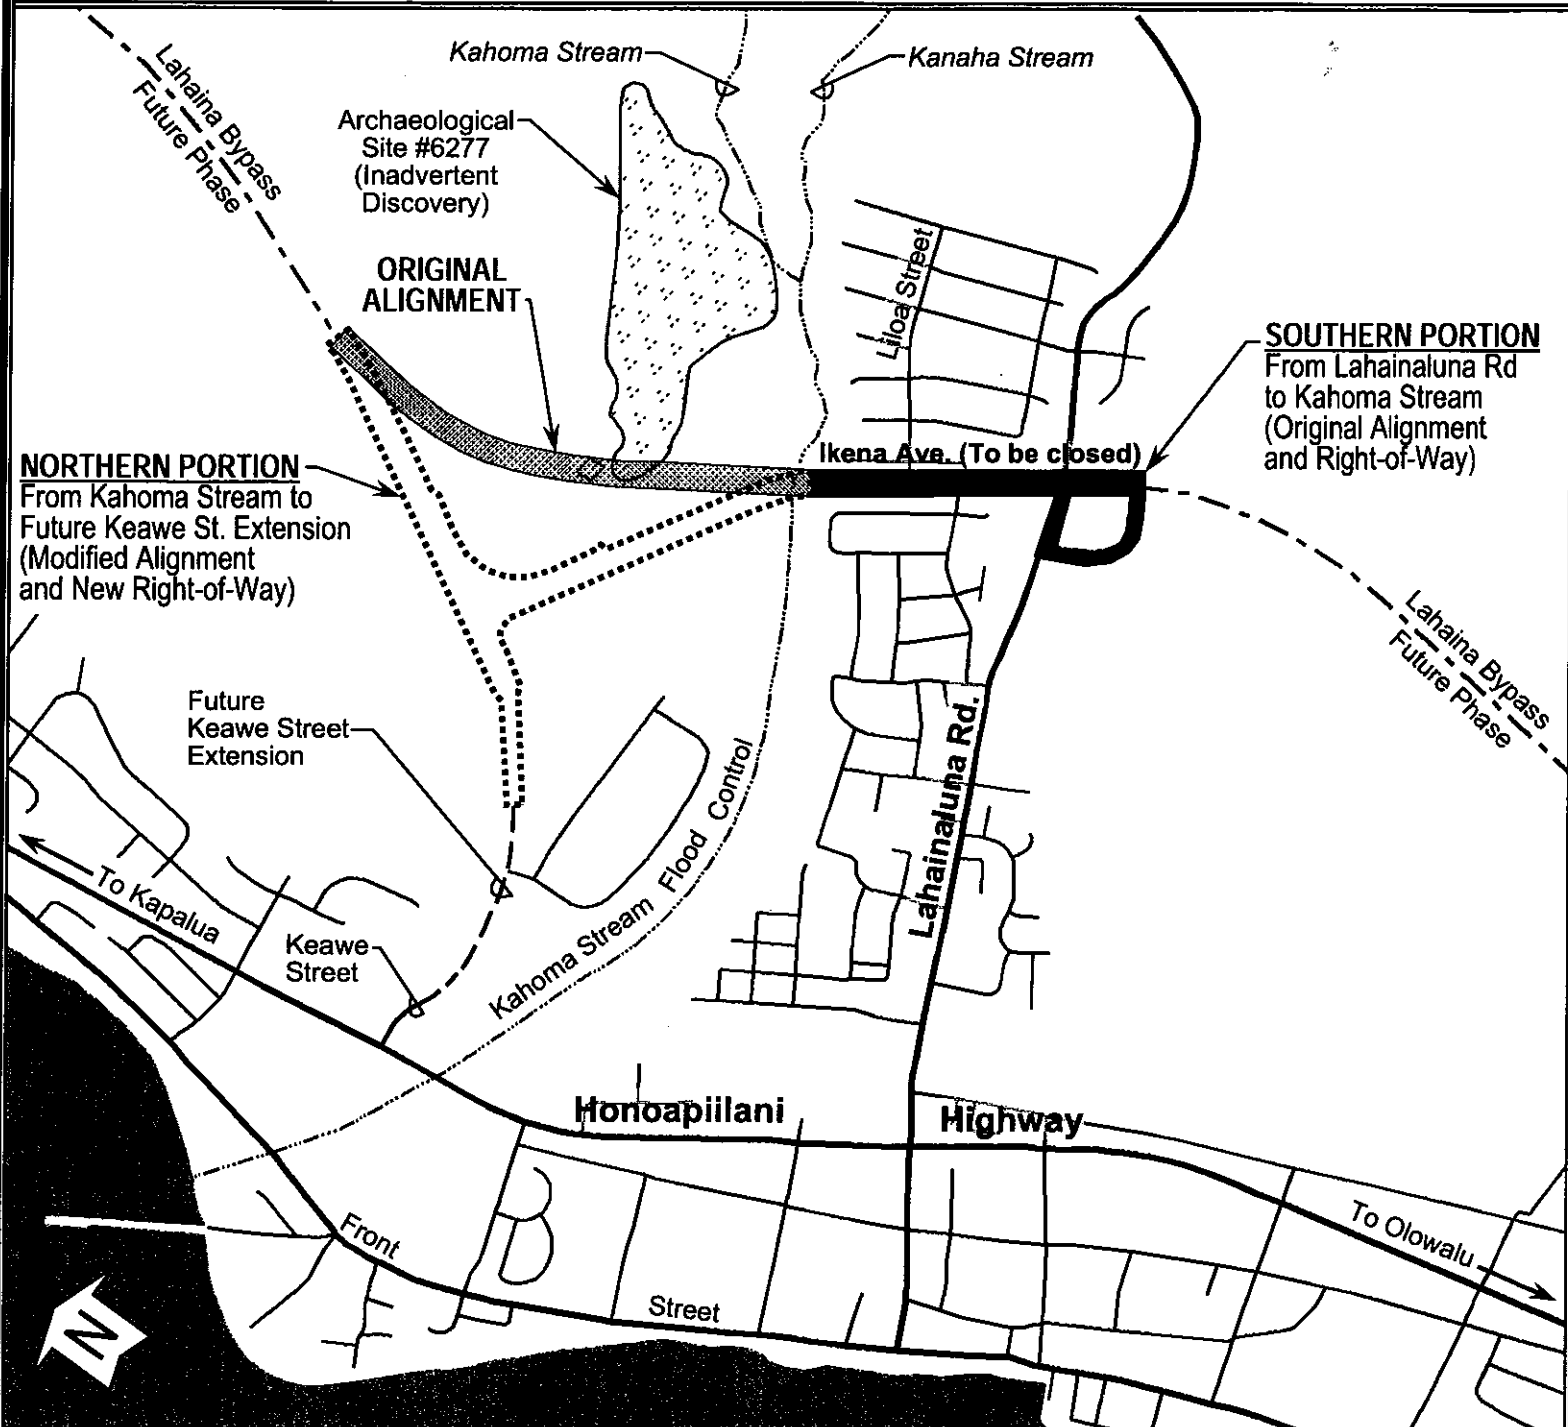 Kahoma Stream
Kanaha Stream
Lahaina Bypass
Future Phase
Archaeological
Site #6277
(Inadvertent
Discovery)
ORIGINAL
ALIGNMENT
Liloa Street
SOUTHERN PORTION
From Lahainaluna Rd
to Kahoma Stream
(Original Alignment
and Right-of-Way)
Ikena Ave. (To be closed)
NORTHERN PORTION
From Kahoma Stream to
Future Keawe St. Extension
(Modified Alignment
and New Right-of-Way)
Lahaina Bypass
Future Phase
Future
Keawe Street
Extension
Lahainaluna Rd.
Kahoma Stream Flood Control
To Kapalua
Keawe
Street
Honoapiilani Highway
To Olowalu
Front Street
N